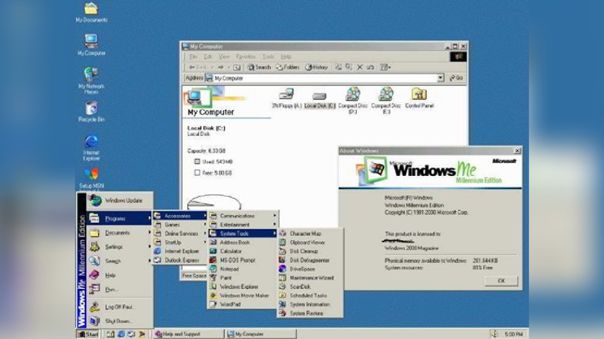 My Documents
My Computer
My Network
Places
Recycle Bin
Internet
Explorer
Setup MSN
My Computer
File Edit View Favorites Tools Help
Back Search Folders History
Address My Computer Go
My Computer
3½ Floppy (A:)
Local Disk (C:)
Compact Disc
(D:)
Compact Disc
(E:)
Control Panel
Local Disk (C:)
Local Disk
Capacity: 6.33 GB
Used: 543 MB
Free: 5.80 GB
Free Space
About Windows
Microsoft
Windows Me
Millennium Edition
Microsoft
Microsoft (R) Windows
Windows Millennium Edition
Copyright (C) 1981-2000 Microsoft Corp.
This product is licensed to:
Windows 2000 Magazine
Physical memory available to Windows:
System resources:
OK
Windows Me Millennium Edition
Windows Update
Programs
Documents
Settings
Search
Help
Run...
Log Off Paul...
Shut Down...
Accessories
Games
Online Services
StartUp
Internet Explorer
Outlook Express
Communications
Entertainment
System Tools
Address Book
Calculator
MS-DOS Prompt
Notepad
Paint
Windows Explorer
Windows Movie Maker
WordPad
Character Map
Clipboard Viewer
Disk Cleanup
Disk Defragmenter
DriveSpace
Maintenance Wizard
ScanDisk
Scheduled Tasks
System Information
System Restore
Start
Help and Support
My Computer
5:00 PM